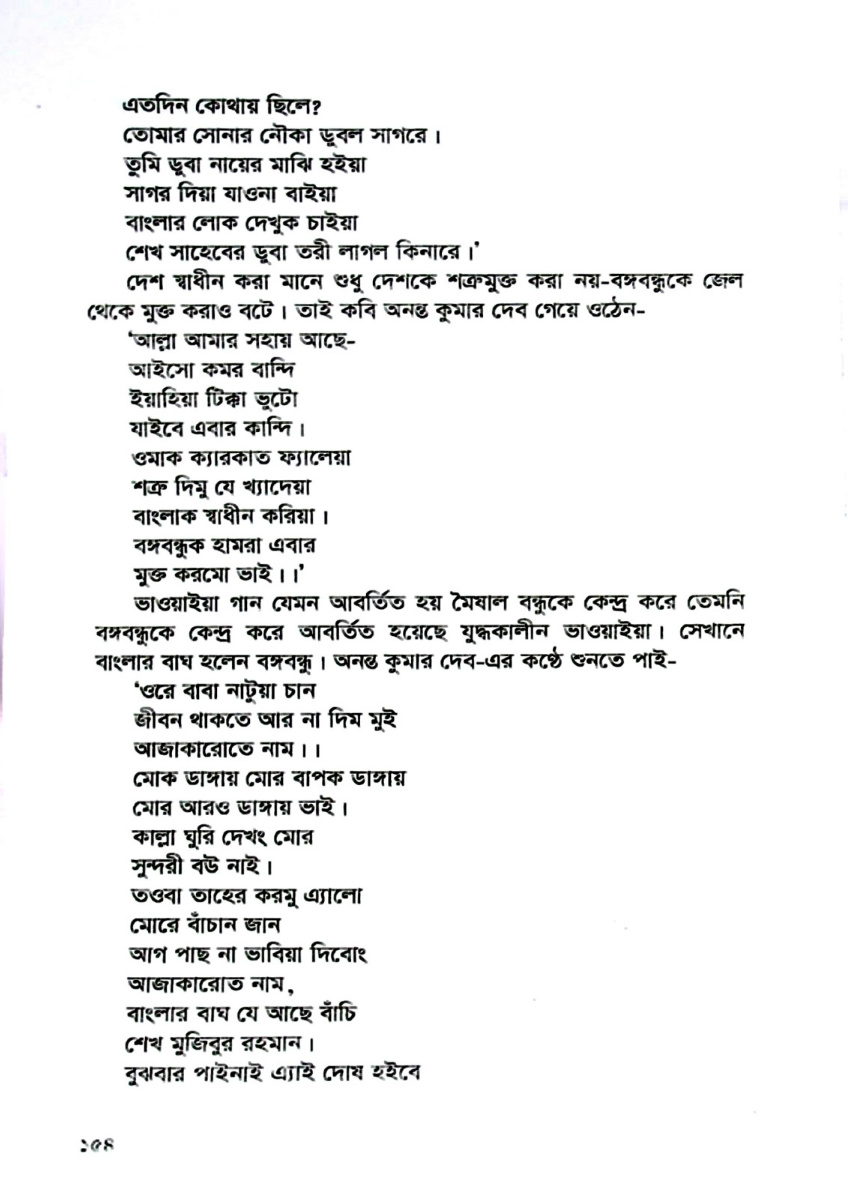 এতদিন কোথায় ছিলে?
তোমার সোনার নৌকা ডুবল সাগরে।
তুমি ডুবা নায়ের মাঝি হইয়া
সাগর দিয়া যাওনা বাইয়া
বাংলার লোক দেখুক চাইয়া
শেখ সাহেবের ডুবা তরী লাগল কিনারে।’
দেশ স্বাধীন করা মানে শুধু দেশকে শত্রুমুক্ত করা নয়-বঙ্গবন্ধুকে জেল
থেকে মুক্ত করাও বটে। তাই কবি অনন্ত কুমার দেব গেয়ে ওঠেন-
‘আল্লা আমার সহায় আছে-
আইসো কমর বান্দি
ইয়াহিয়া টিক্কা ভুটো
যাইবে এবার কান্দি।
ওমাক ক্যারকাত ফ্যালেয়া
শত্রু দিমু যে খ্যাদেয়া
বাংলাক স্বাধীন করিয়া।
বঙ্গবন্ধুক হামরা এবার
মুক্ত করমো ভাই।।’
ভাওয়াইয়া গান যেমন আবর্তিত হয় মৈষাল বন্ধুকে কেন্দ্র করে তেমনি
বঙ্গবন্ধুকে কেন্দ্র করে আবর্তিত হয়েছে যুদ্ধকালীন ভাওয়াইয়া। সেখানে
বাংলার বাঘ হলেন বঙ্গবন্ধু। অনন্ত কুমার দেব-এর কণ্ঠে শুনতে পাই-
‘ওরে বাবা নাটুয়া চান
জীবন থাকতে আর না দিম মুই
আজাকারোতে নাম।।
মোক ডাঙ্গায় মোর বাপক ডাঙ্গায়
মোর আরও ডাঙ্গায় ভাই।
কাল্লা ঘুরি দেখং মোর
সুন্দরী বউ নাই।
তওবা তাহের করমু এ্যালো
মোরে বাঁচান জান
আগ পাছ না ভাবিয়া দিবোং
আজাকারোত নাম,
বাংলার বাঘ যে আছে বাঁচি
শেখ মুজিবুর রহমান।
বুঝবার পাইনাই এ্যাই দোষ হইবে
১৫৪